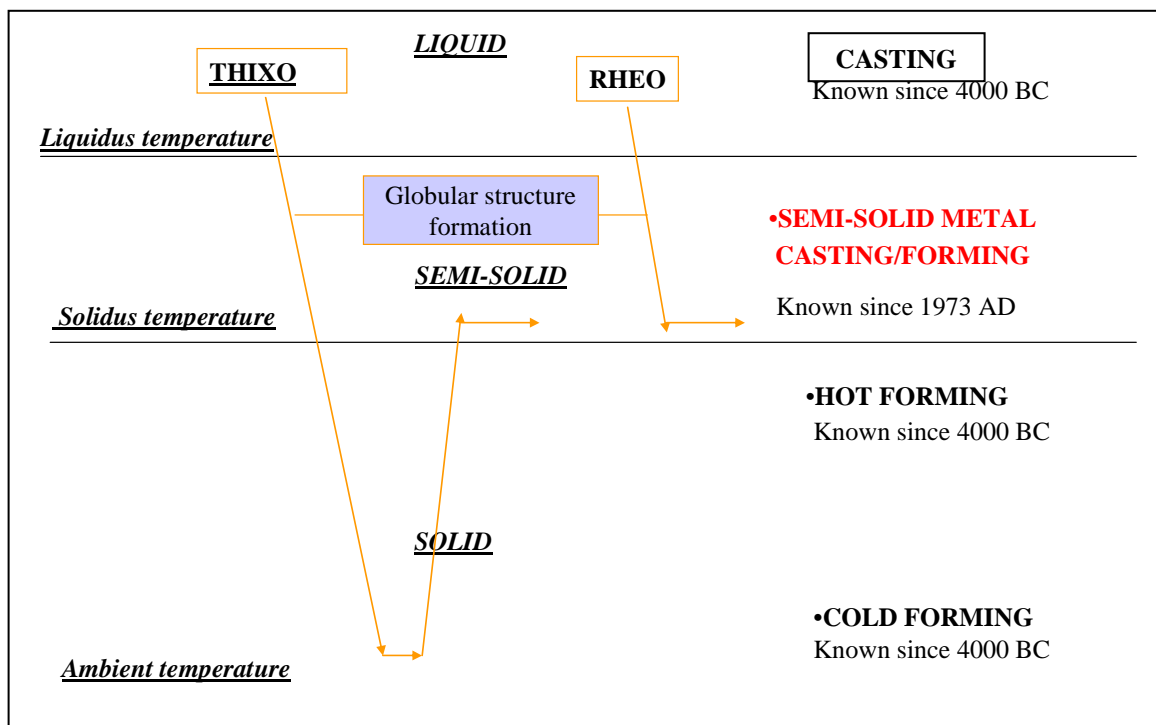 LIQUID
THIXO
RHEO
CASTING
Known since 4000 BC
Liquidus temperature
Globular structure
formation
•SEMI-SOLID METAL
CASTING/FORMING
SEMI-SOLID
Known since 1973 AD
Solidus temperature
•HOT FORMING
Known since 4000 BC
SOLID
•COLD FORMING
Known since 4000 BC
Ambient temperature